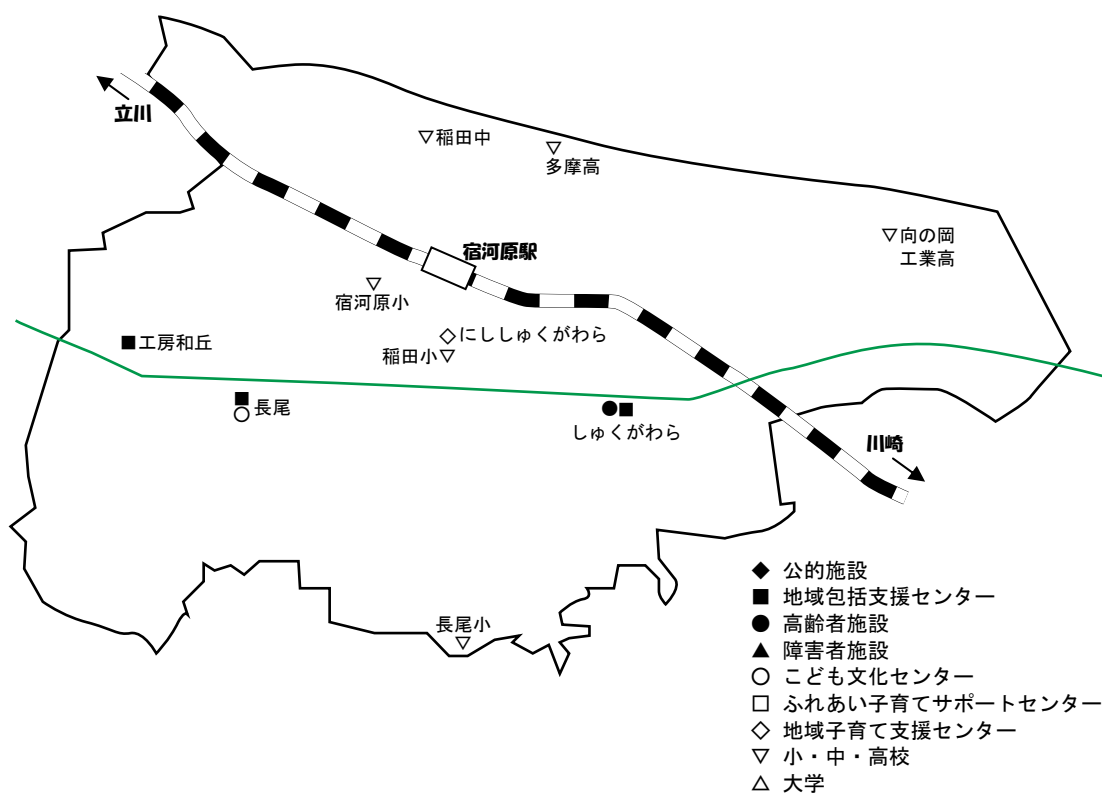 立川
▽稲田中
▽
多摩高
▽向の岡
工業高
宿河原駅
▽
宿河原小
◇にししゅくがわら
稲田小▽
■工房和丘
■
○長尾
●■
しゅくがわら
川崎
長尾小
▽
◆ 公的施設
■ 地域包括支援センター
● 高齢者施設
▲ 障害者施設
○ こども文化センター
□ ふれあい子育てサポートセンター
◇ 地域子育て支援センター
▽ 小・中・高校
△ 大学